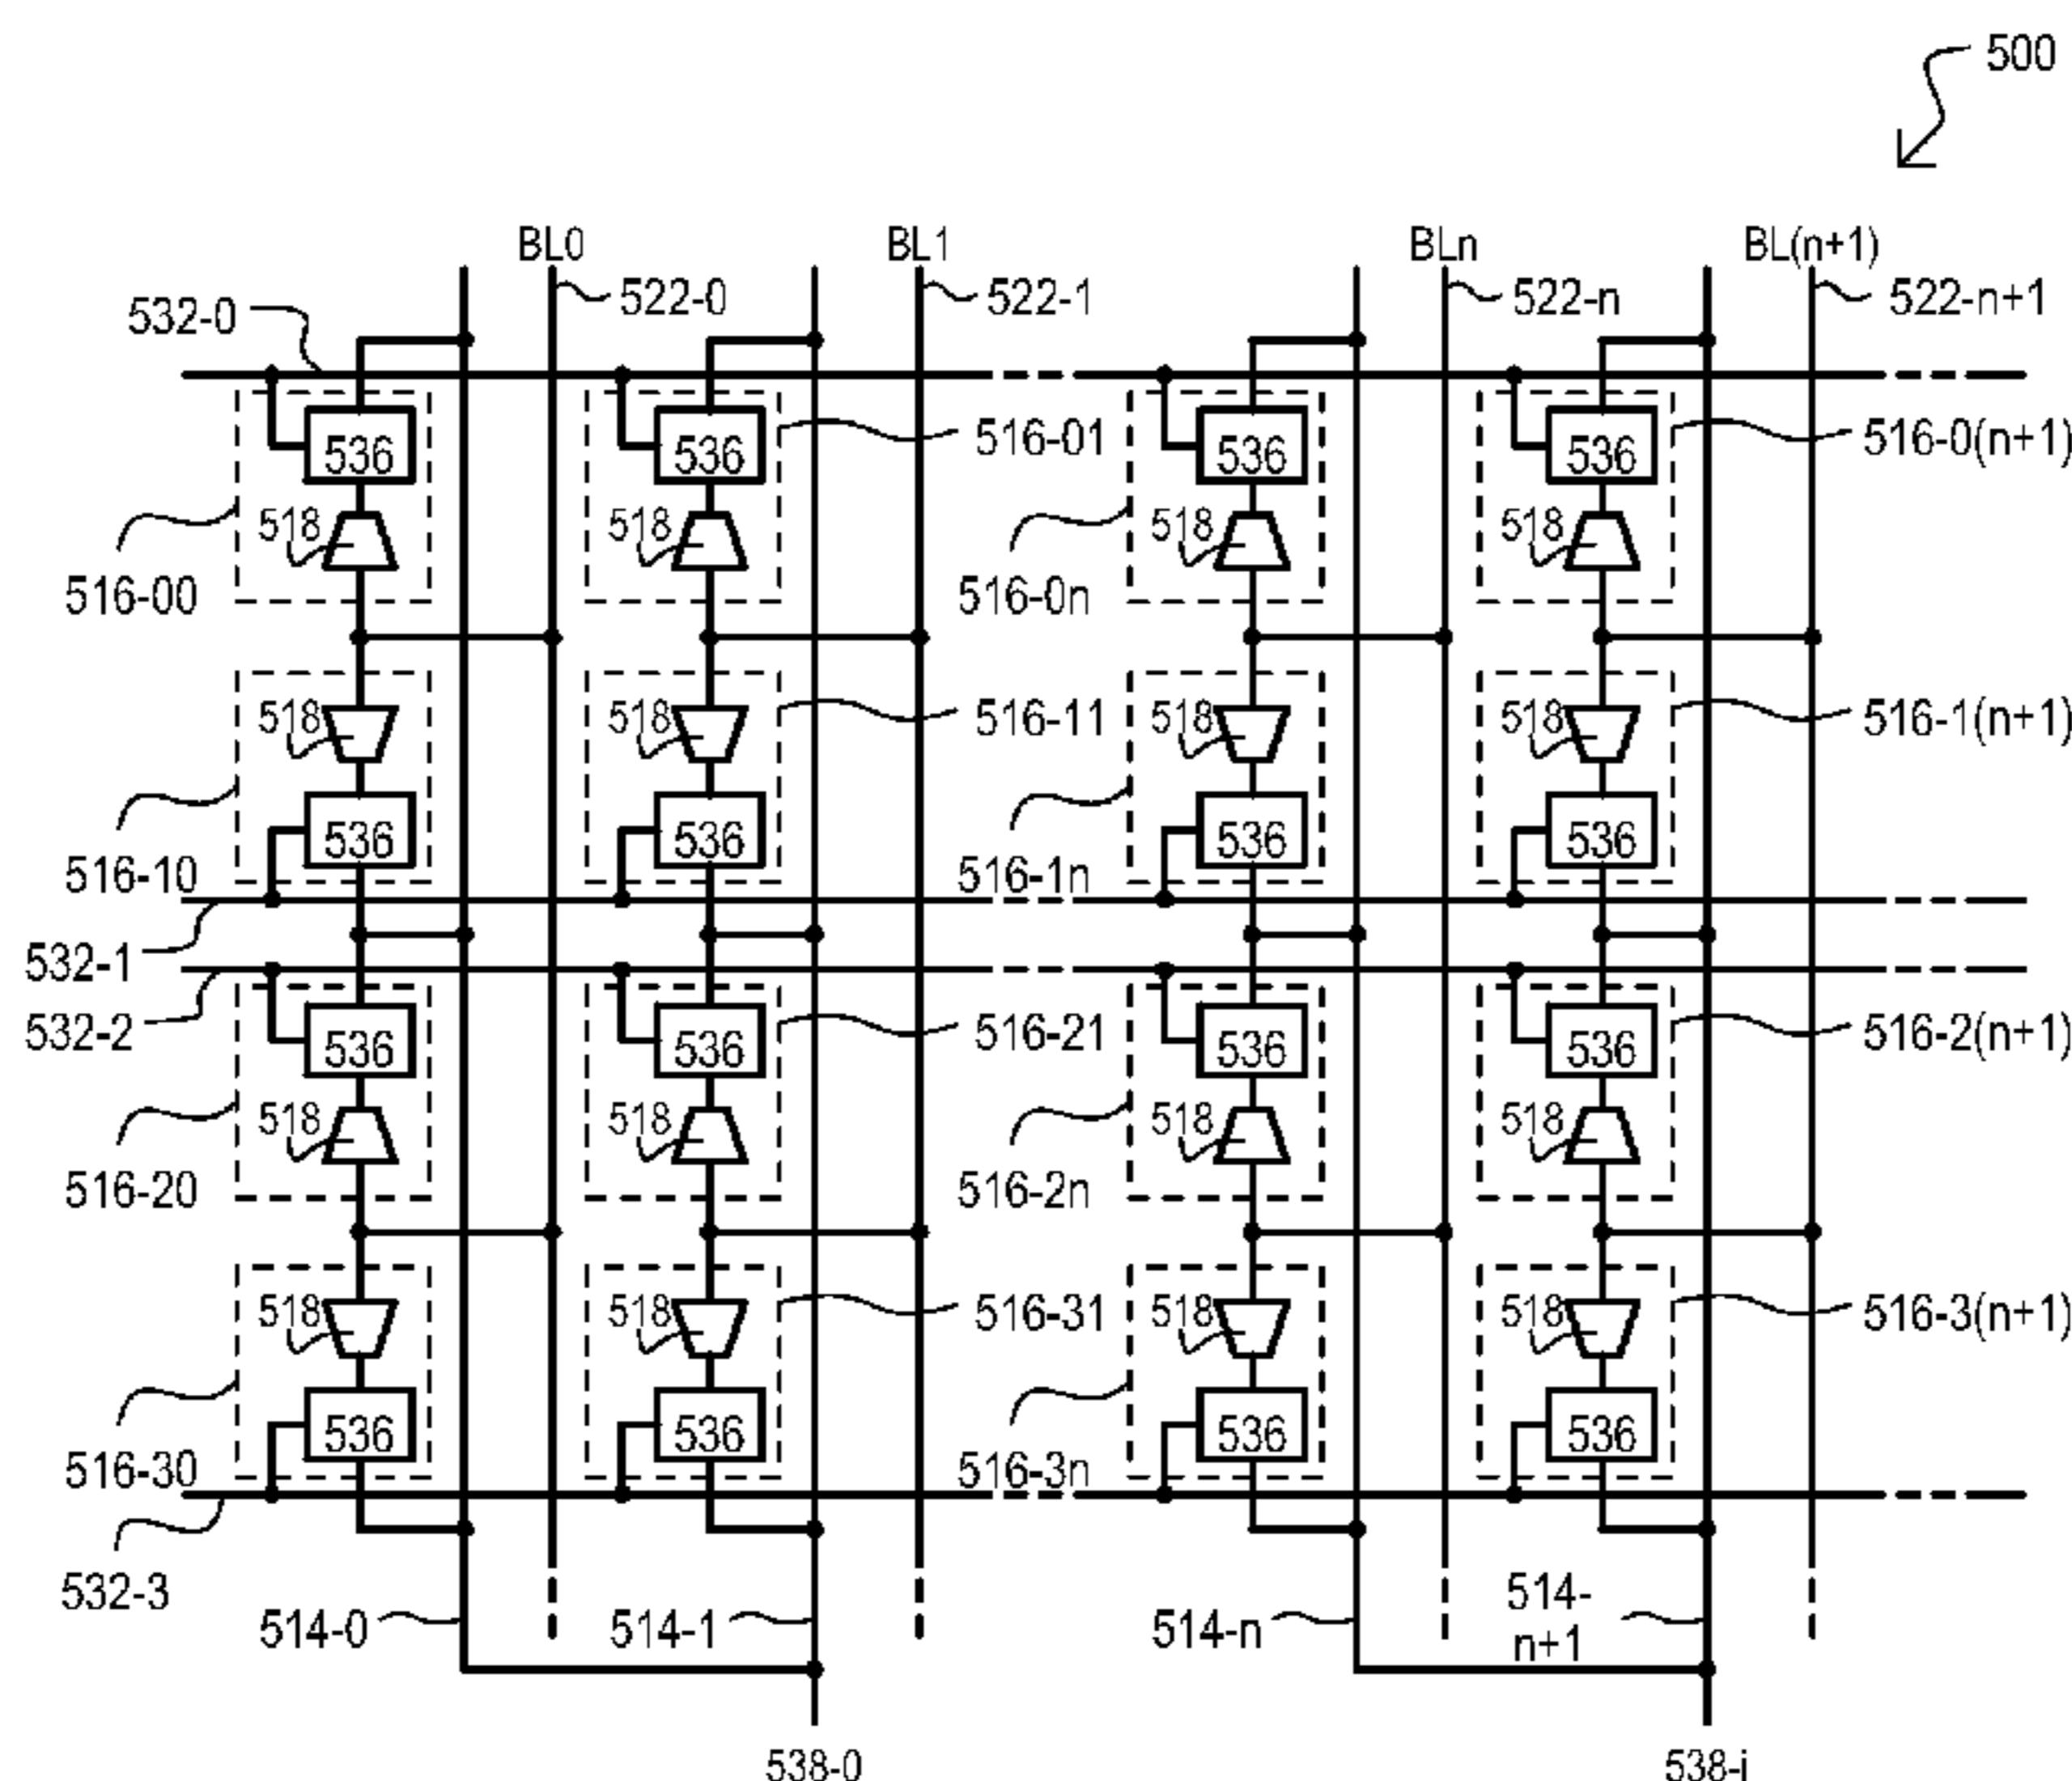 500
BL0 BL1 BLn BL(n+1)
532-0 522-0 522-1 522-n 522-n+1
536 536 516-01 536 536 516-0(n+1)
518 518 518 518
516-00 516-0n
518 518 516-11 518 518 516-1(n+1)
536 536 536 536
516-10 516-1n
532-1
532-2 536 536 516-21 536 536 516-2(n+1)
518 518 518 518
516-20 516-2n
518 518 516-31 518 518 516-3(n+1)
536 536 536 536
516-30 516-3n
532-3
514-0 514-1 514-n 514-n+1
538-0 538-i